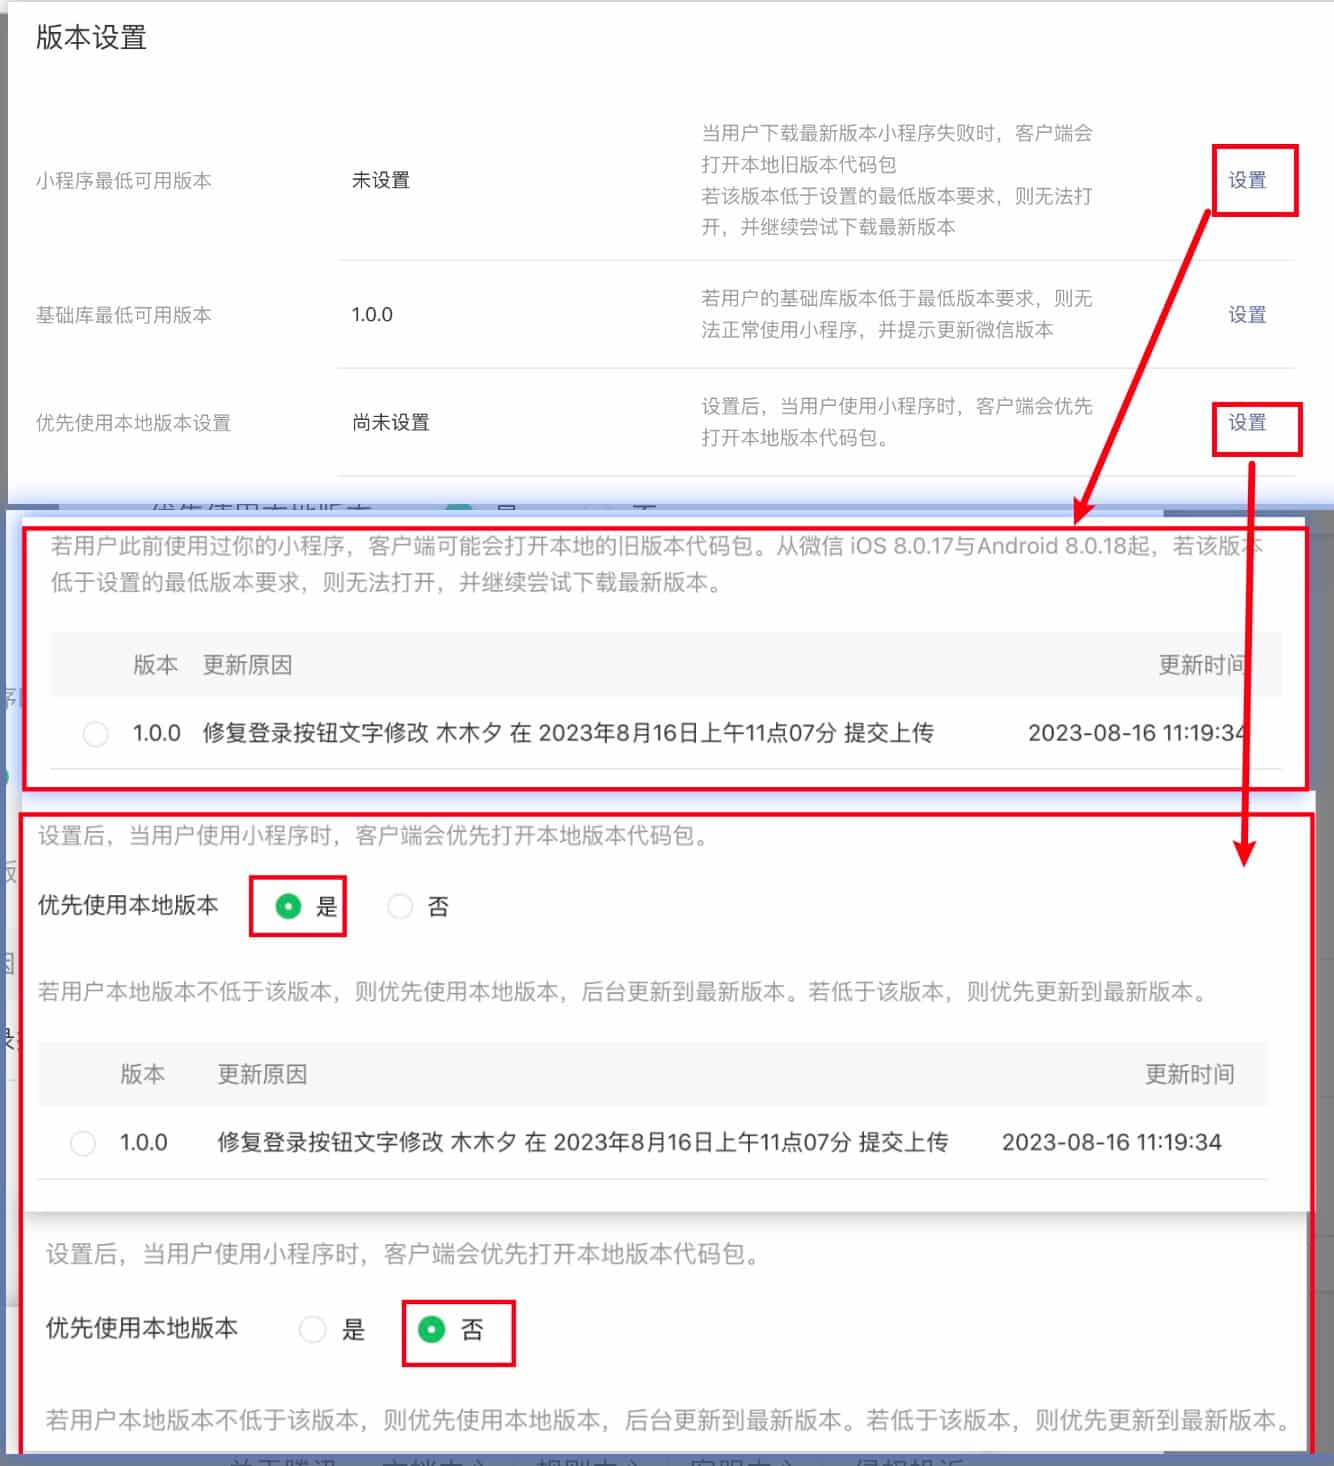 版本设置
小程序最低可用版本
未设置
当用户下载最新版本小程序失败时，客户端会
打开本地旧版本代码包
若该版本低于设置的最低版本要求，则无法打
开，并继续尝试下载最新版本
设置
基础库最低可用版本
1.0.0
若用户的基础库版本低于最低版本要求，则无
法正常使用小程序，并提示更新微信版本
设置
优先使用本地版本设置
尚未设置
设置后，当用户使用小程序时，客户端会优先
打开本地版本代码包。
设置
若用户此前使用过你的小程序，客户端可能会打开本地的旧版本代码包。从微信 iOS 8.0.17与Android 8.0.18起，若该版本
低于设置的最低版本要求，则无法打开，并继续尝试下载最新版本。
版本 更新原因 更新时间
1.0.0 修复登录按钮文字修改 木木夕 在 2023年8月16日上午11点07分 提交上传 2023-08-16 11:19:34
设置后，当用户使用小程序时，客户端会优先打开本地版本代码包。
优先使用本地版本 是 否
若用户本地版本不低于该版本，则优先使用本地版本，后台更新到最新版本。若低于该版本，则优先更新到最新版本。
版本 更新原因 更新时间
1.0.0 修复登录按钮文字修改 木木夕 在 2023年8月16日上午11点07分 提交上传 2023-08-16 11:19:34
设置后，当用户使用小程序时，客户端会优先打开本地版本代码包。
优先使用本地版本 是 否
若用户本地版本不低于该版本，则优先使用本地版本，后台更新到最新版本。若低于该版本，则优先更新到最新版本。